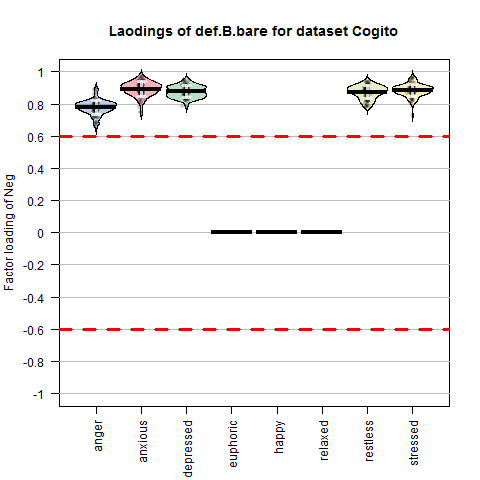 Laodings of def.B.bare for dataset Cogito
Factor loading of Neg
1
0.8
0.6
0.4
0.2
0
-0.2
-0.4
-0.6
-0.8
-1
anger
anxious
depressed
euphoric
happy
relaxed
restless
stressed